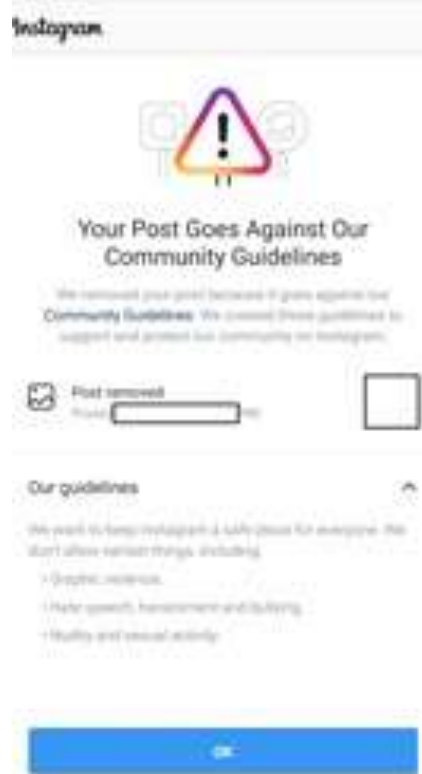 Instagram
Your Post Goes Against Our
Community Guidelines
We removed your post because it goes against our
Community Guidelines. We created these guidelines to
support and protect our community on Instagram.
Post removed
Our guidelines
We want to keep Instagram a safe place for everyone. We
don't allow certain things, including:
• Graphic violence
• Hate speech, harassment and bullying
• Nudity and sexual activity
OK